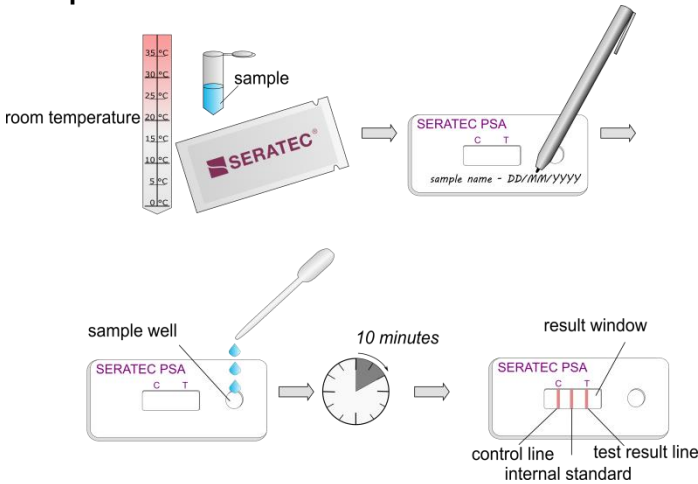 35 °C
30 °C
25 °C
20 °C
15 °C
10 °C
5 °C
0 °C
room temperature
sample
SERATEC®
SERATEC PSA
C T
sample name - DD/MM/YYYY
sample well
SERATEC PSA
C T
10 minutes
result window
SERATEC PSA
C T
control line
test result line
internal standard